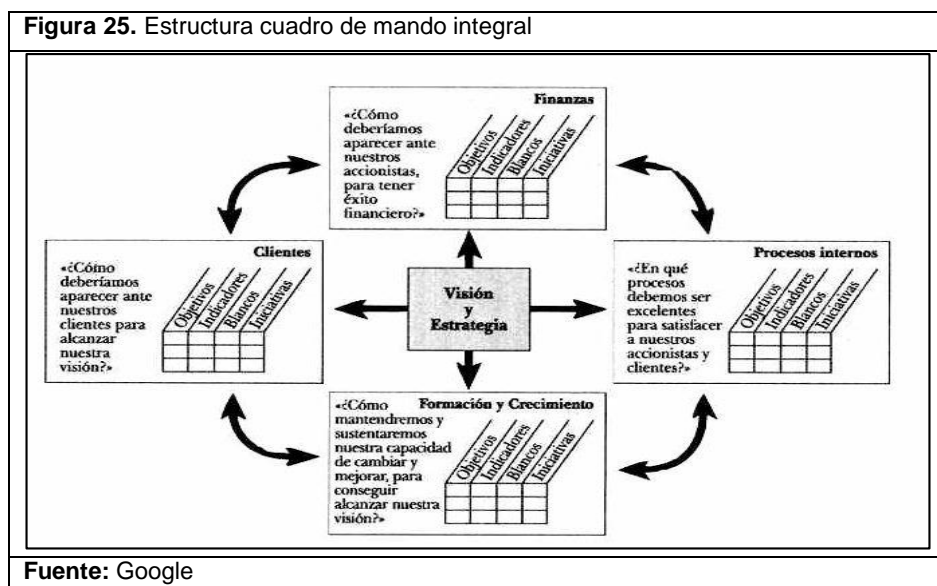 Figura 25. Estructura cuadro de mando integral
Finanzas
«¿Cómo
deberíamos
aparecer ante
nuestros
accionistas,
para tener
éxito
financiero?»
Objetivos
Indicadores
Blancos
Iniciativas
Clientes
«¿Cómo
deberíamos
aparecer ante
nuestros
clientes para
alcanzar
nuestra
visión?»
Objetivos
Indicadores
Blancos
Iniciativas
Visión
y
Estrategia
Procesos internos
«¿En qué
procesos
debemos ser
excelentes
para satisfacer
a nuestros
accionistas y
clientes?»
Objetivos
Indicadores
Blancos
Iniciativas
Formación y Crecimiento
«¿Cómo
mantendremos y
sustentaremos
nuestra capacidad
de cambiar y
mejorar, para
conseguir
alcanzar nuestra
visión?»
Objetivos
Indicadores
Blancos
Iniciativas
Fuente: Google